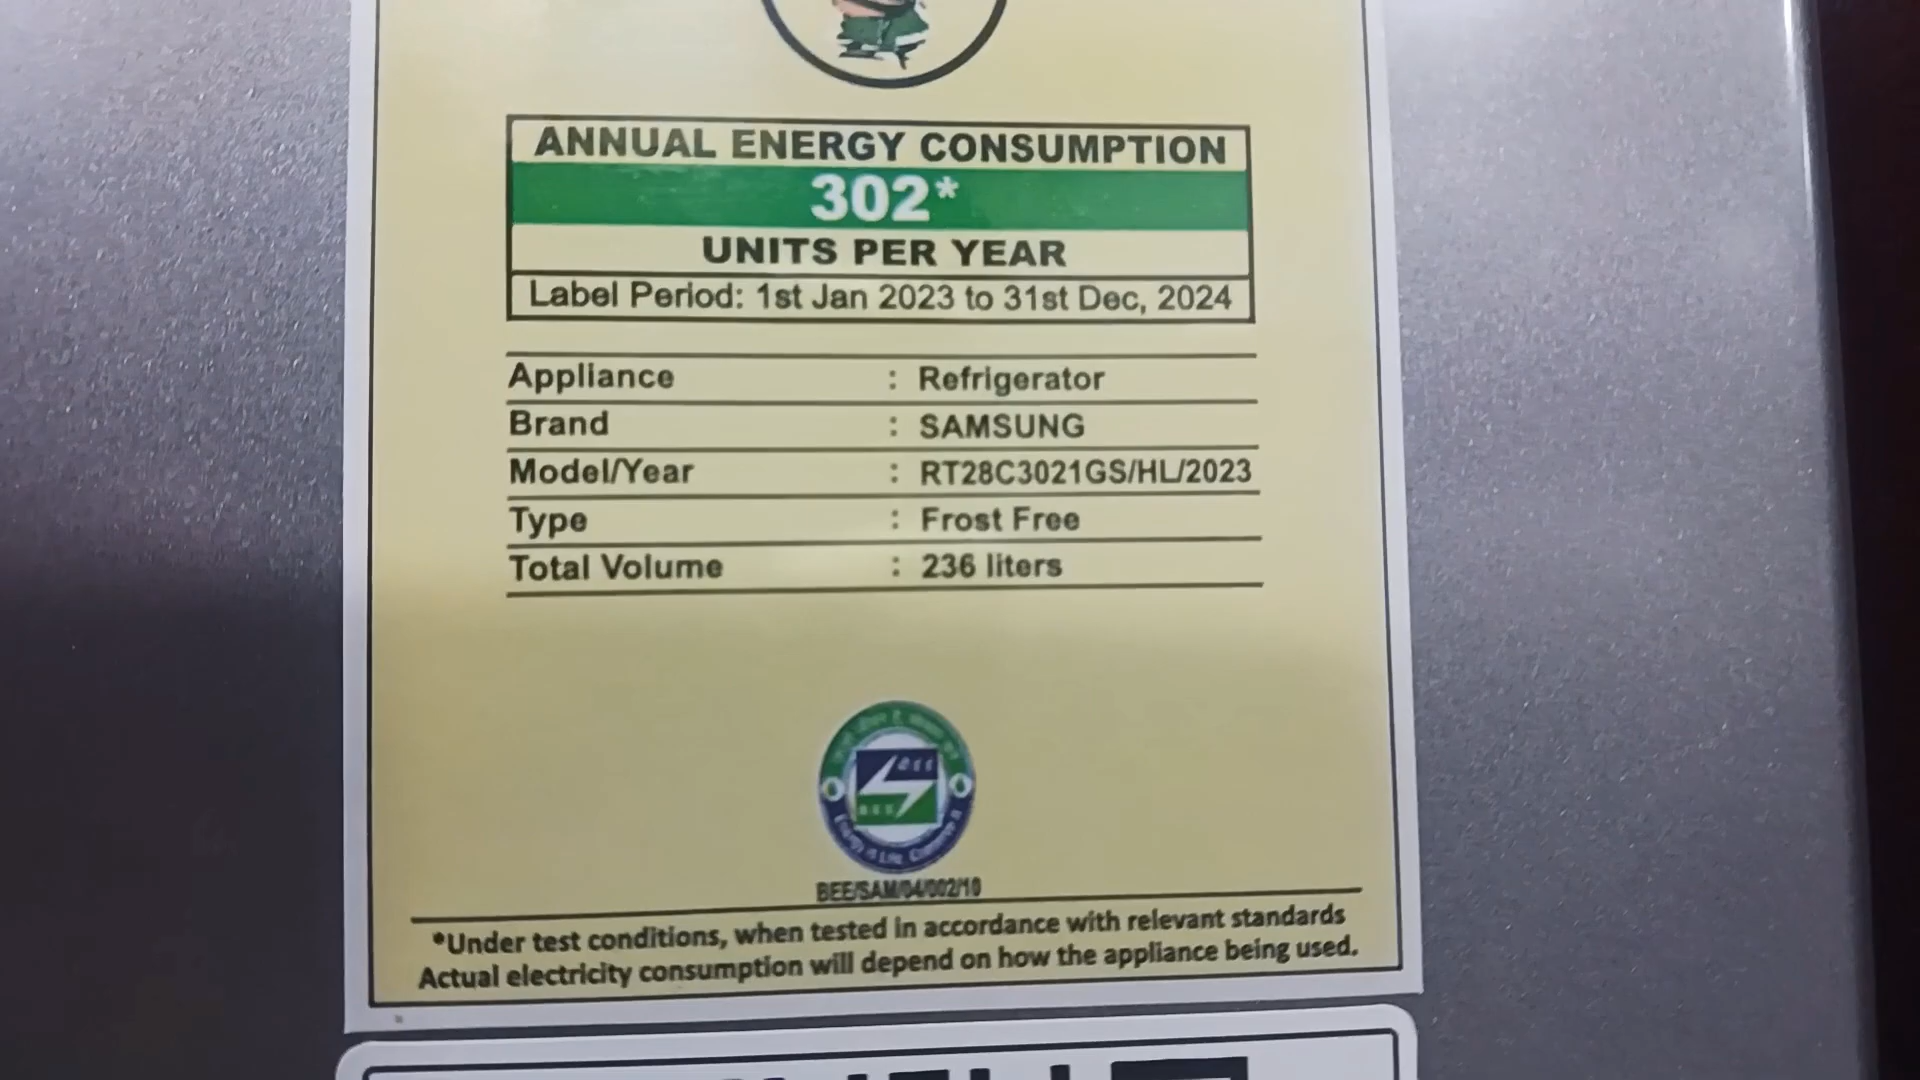 ANNUAL ENERGY CONSUMPTION
302*
UNITS PER YEAR
Label Period: 1st Jan 2023 to 31st Dec, 2024
Appliance : Refrigerator
Brand : SAMSUNG
Model/Year : RT28C3021GS/HL/2023
Type : Frost Free
Total Volume : 236 liters
BEE/SAM/04/002/10
*Under test conditions, when tested in accordance with relevant standards
Actual electricity consumption will depend on how the appliance being used.